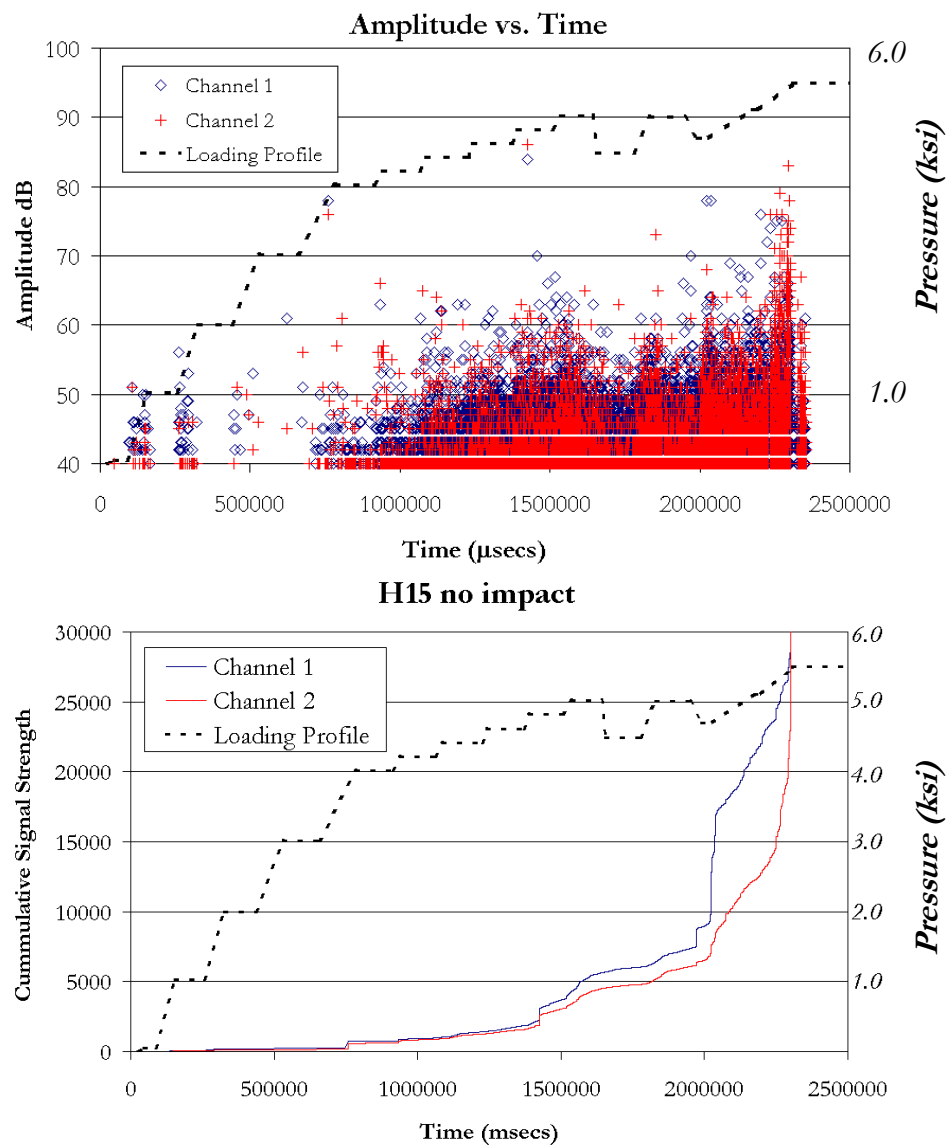 Amplitude vs. Time
100
90
80
70
60
50
40
Amplitude dB
Channel 1
Channel 2
Loading Profile
6.0
1.0
Pressure (ksi)
0 500000 1000000 1500000 2000000 2500000
Time (μsecs)
H15 no impact
30000
25000
20000
15000
10000
5000
0
Cummulative Signal Strength
Channel 1
Channel 2
Loading Profile
6.0
5.0
4.0
3.0
2.0
1.0
Pressure (ksi)
0 500000 1000000 1500000 2000000 2500000
Time (msecs)